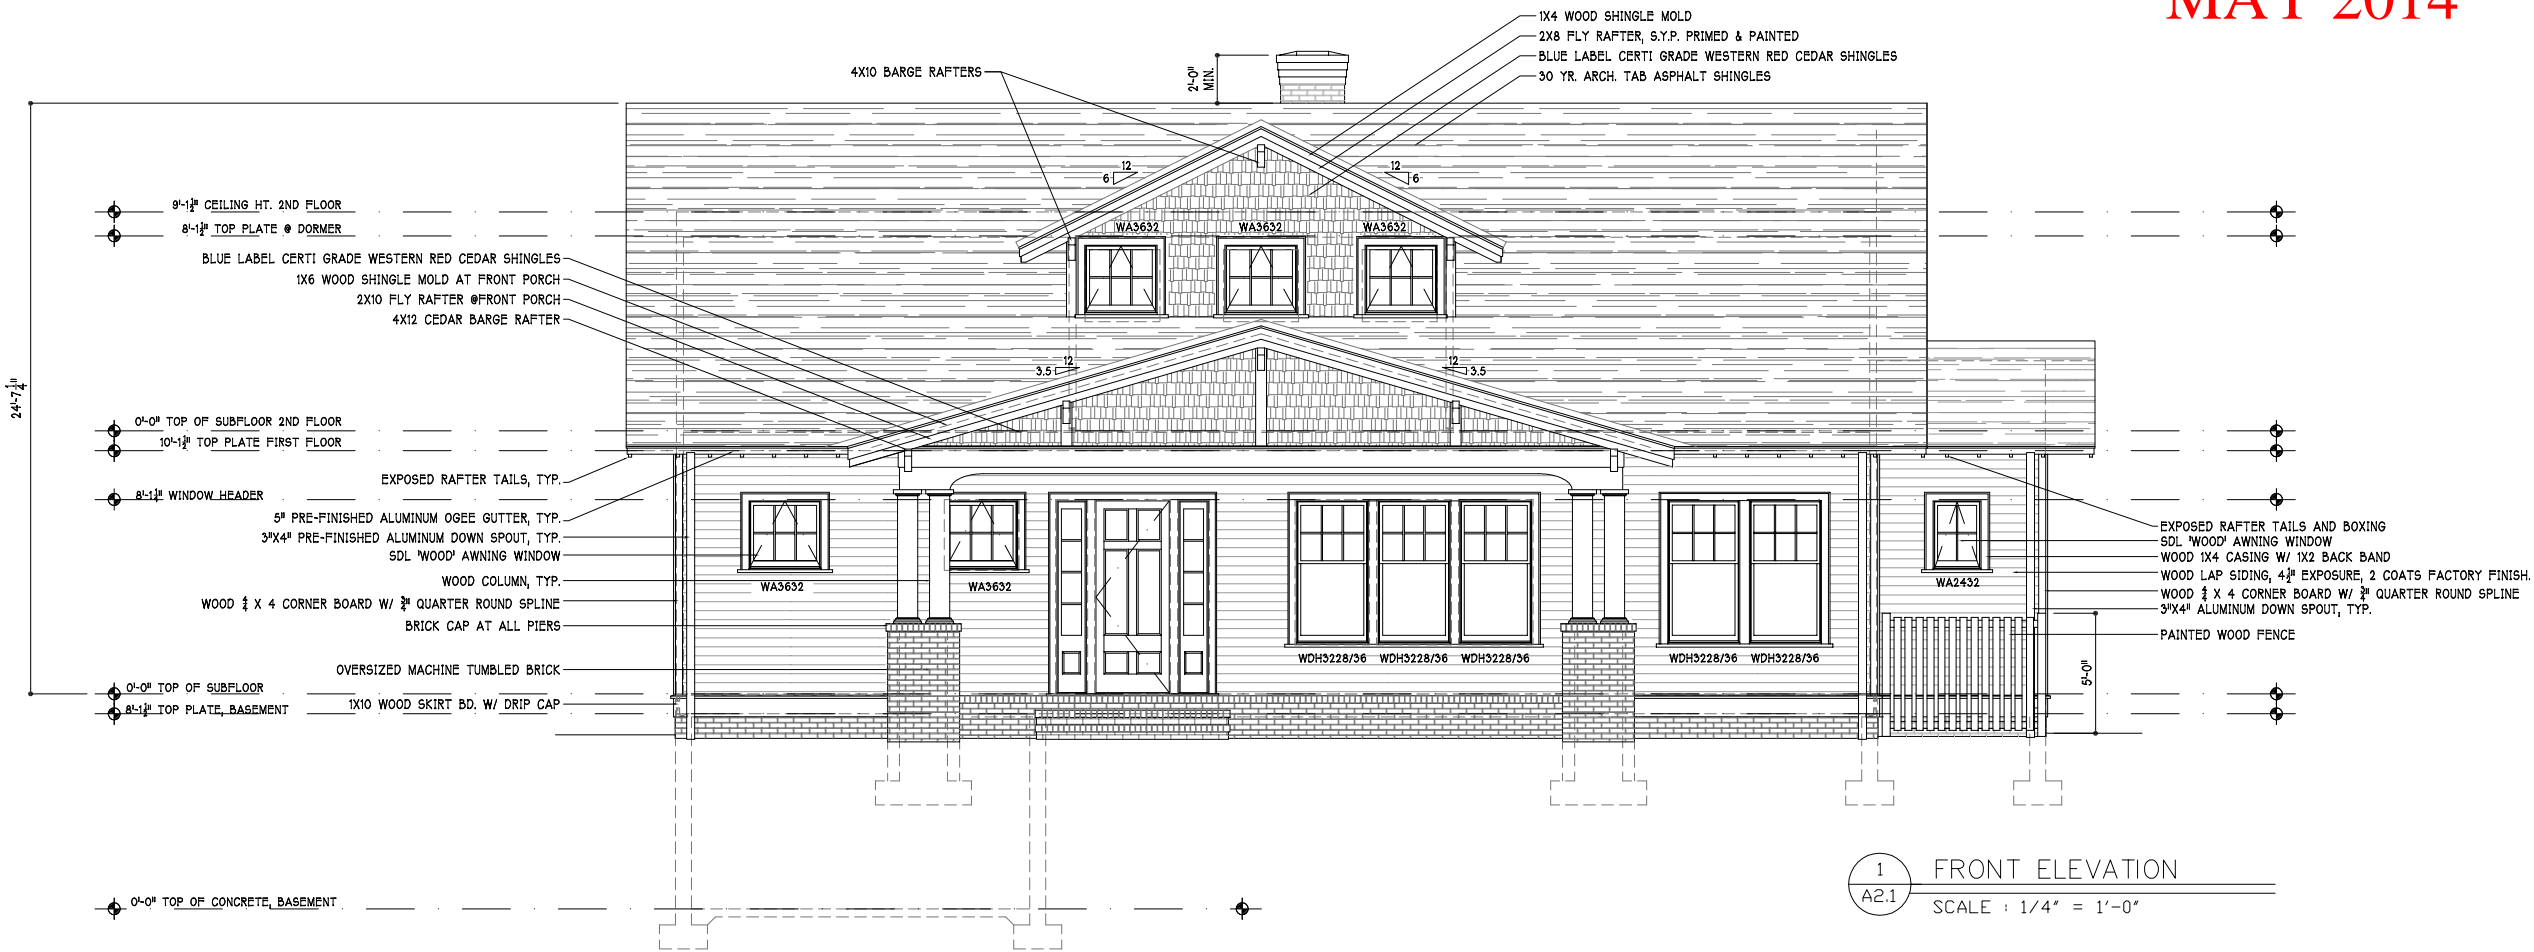 MAY 2014
1X4 WOOD SHINGLE MOLD
2X8 FLY RAFTER, S.Y.P. PRIMED & PAINTED
BLUE LABEL CERTI GRADE WESTERN RED CEDAR SHINGLES
30 YR. ARCH. TAB ASPHALT SHINGLES
4X10 BARGE RAFTERS
2'-0"
MIN.
12
6
12
6
9'-1½" CEILING HT. 2ND FLOOR
8'-1½" TOP PLATE @ DORMER
WA3632
WA3632
WA3632
BLUE LABEL CERTI GRADE WESTERN RED CEDAR SHINGLES
1X6 WOOD SHINGLE MOLD AT FRONT PORCH
2X10 FLY RAFTER @FRONT PORCH
4X12 CEDAR BARGE RAFTER
12
3.5
12
3.5
24'-7¼"
0'-0" TOP OF SUBFLOOR 2ND FLOOR
10'-1½" TOP PLATE FIRST FLOOR
EXPOSED RAFTER TAILS, TYP.
8'-1¼" WINDOW HEADER
5" PRE-FINISHED ALUMINUM OGEE GUTTER, TYP.
3"X4" PRE-FINISHED ALUMINUM DOWN SPOUT, TYP.
SDL 'WOOD' AWNING WINDOW
WOOD COLUMN, TYP.
WOOD 4/4 X 4 CORNER BOARD W/ ¾" QUARTER ROUND SPLINE
BRICK CAP AT ALL PIERS
OVERSIZED MACHINE TUMBLED BRICK
0'-0" TOP OF SUBFLOOR
1X10 WOOD SKIRT BD. W/ DRIP CAP
8'-1½" TOP PLATE, BASEMENT
WA3632
WA3632
WDH3228/36
WDH3228/36
WDH3228/36
WDH3228/36
WDH3228/36
WA2432
EXPOSED RAFTER TAILS AND BOXING
SDL 'WOOD' AWNING WINDOW
WOOD 1X4 CASING W/ 1X2 BACK BAND
WOOD LAP SIDING, 4½" EXPOSURE, 2 COATS FACTORY FINISH.
WOOD 4/4 X 4 CORNER BOARD W/ ¾" QUARTER ROUND SPLINE
3"X4" ALUMINUM DOWN SPOUT, TYP.
PAINTED WOOD FENCE
5'-0"
0'-0" TOP OF CONCRETE, BASEMENT
1
A2.1
FRONT ELEVATION
SCALE : 1/4" = 1'-0"